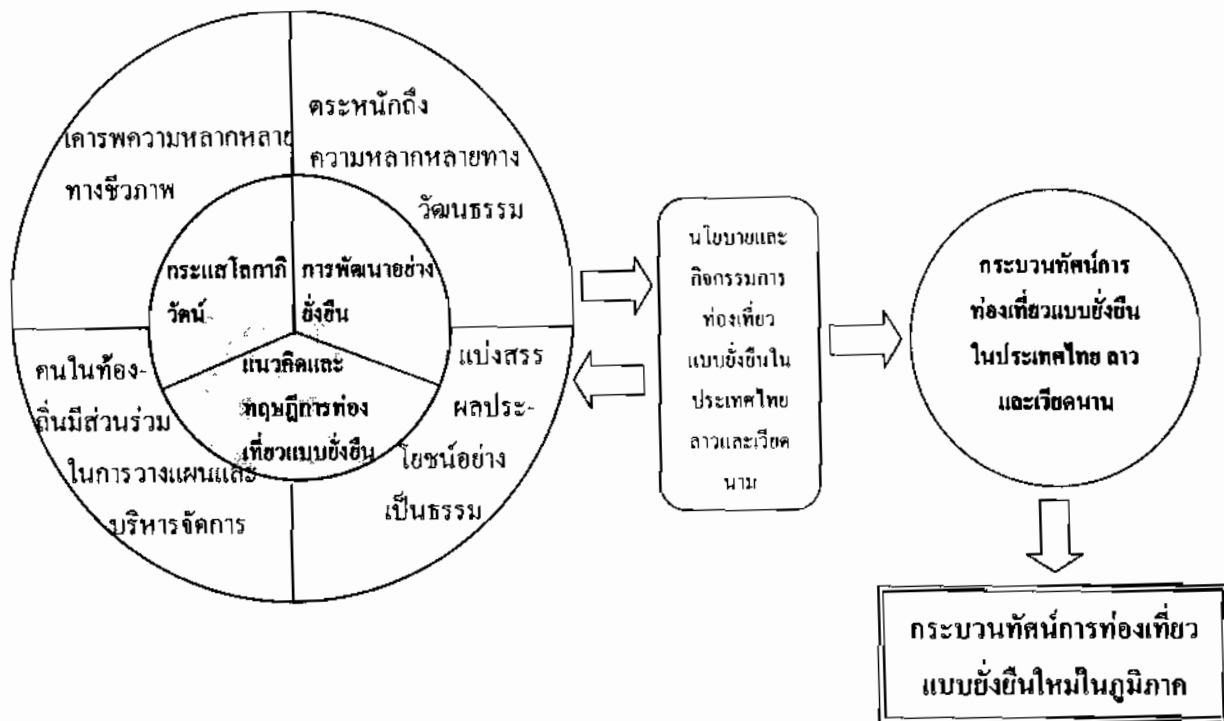 เคารพความหลากหลาย
ทางชีวภาพ
ตระหนักถึง
ความหลากหลายทาง
วัฒนธรรม
กระแสโลกาภิ
วัตน์
การพัฒนาอย่าง
ยั่งยืน
แนวคิดและ
ทฤษฎีการท่อง
เที่ยวแบบยั่งยืน
คนในท้อง-
ถิ่นมีส่วนร่วม
ในการวางแผนและ
บริหารจัดการ
แบ่งสรร
ผลประ-
โยชน์อย่าง
เป็นธรรม
นโยบายและ
กิจกรรมการ
ท่องเที่ยว
แบบยั่งยืนใน
ประเทศไทย
ลาวและเวียด
นาม
กระบวนทัศน์การ
ท่องเที่ยวแบบยั่งยืน
ในประเทศไทย ลาว
และเวียดนาม
กระบวนทัศน์การท่องเที่ยว
แบบยั่งยืนใหม่ในภูมิภาค